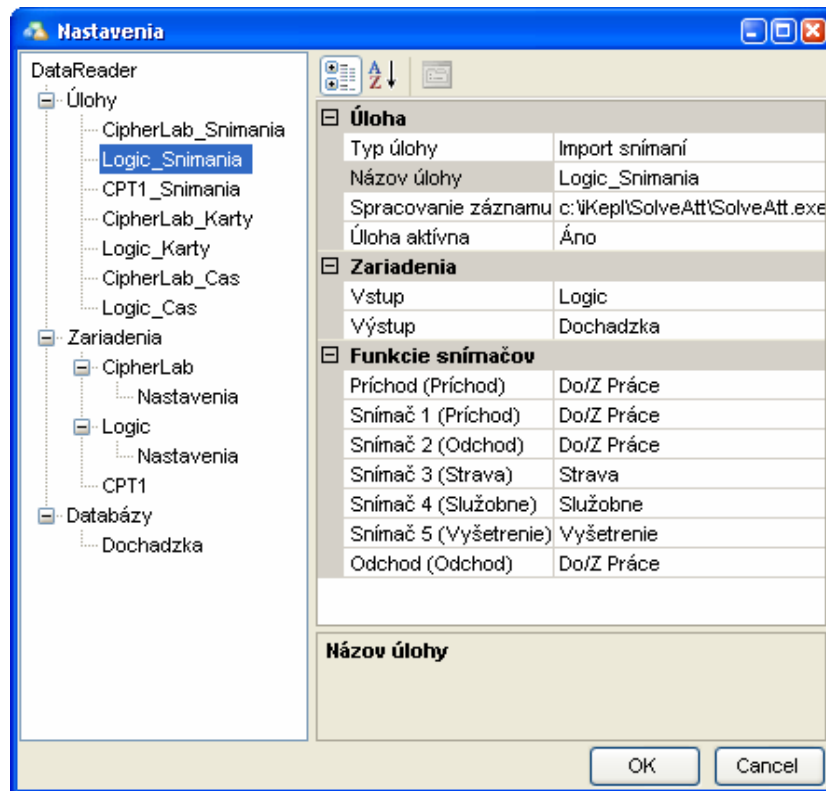 Nastavenia
DataReader
Úlohy
CipherLab_Snimania
Logic_Snimania
CPT1_Snimania
CipherLab_Karty
Logic_Karty
CipherLab_Cas
Logic_Cas
Zariadenia
CipherLab
Nastavenia
Logic
Nastavenia
CPT1
Databázy
Dochadzka
Úloha
Typ úlohy Import snímaní
Názov úlohy Logic_Snimania
Spracovanie záznamu c:\iKepl\SolveAtt\SolveAtt.exe
Úloha aktívna Áno
Zariadenia
Vstup Logic
Výstup Dochadzka
Funkcie snímačov
Príchod (Príchod) Do/Z Práce
Snímač 1 (Príchod) Do/Z Práce
Snímač 2 (Odchod) Do/Z Práce
Snímač 3 (Strava) Strava
Snímač 4 (Služobne) Služobne
Snímač 5 (Vyšetrenie) Vyšetrenie
Odchod (Odchod) Do/Z Práce
Názov úlohy
OK Cancel